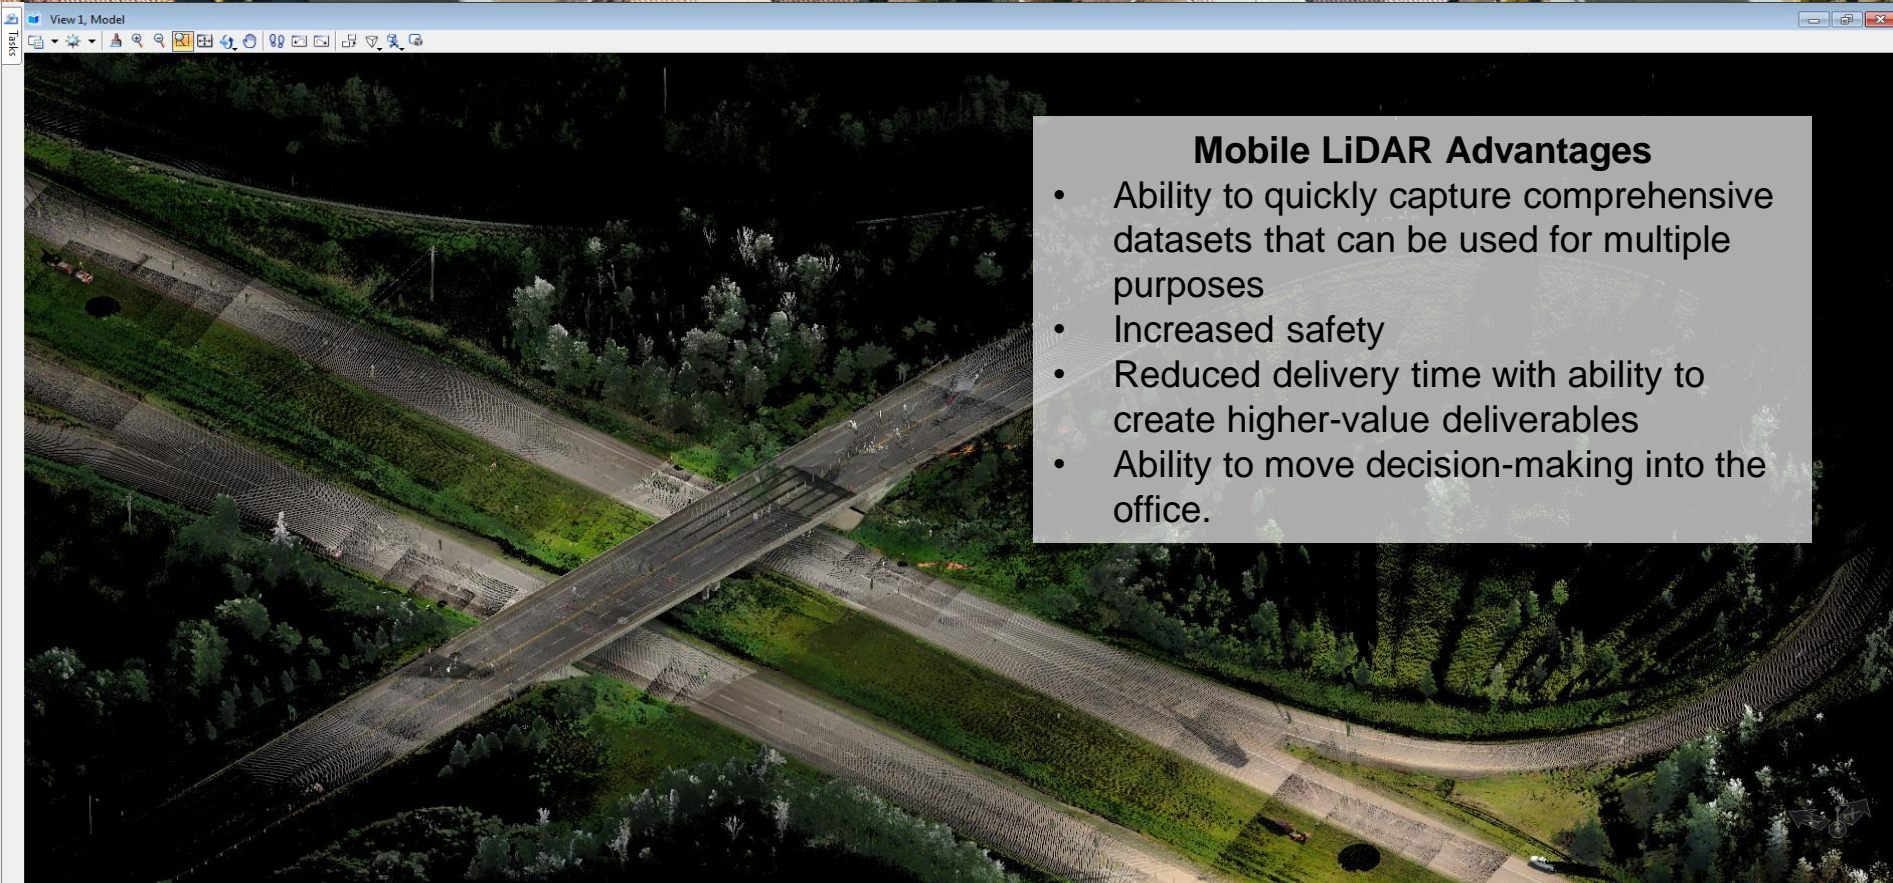 View 1, Model
Tasks
Mobile LiDAR Advantages
• Ability to quickly capture comprehensive
datasets that can be used for multiple
purposes
• Increased safety
• Reduced delivery time with ability to
create higher-value deliverables
• Ability to move decision-making into the
office.